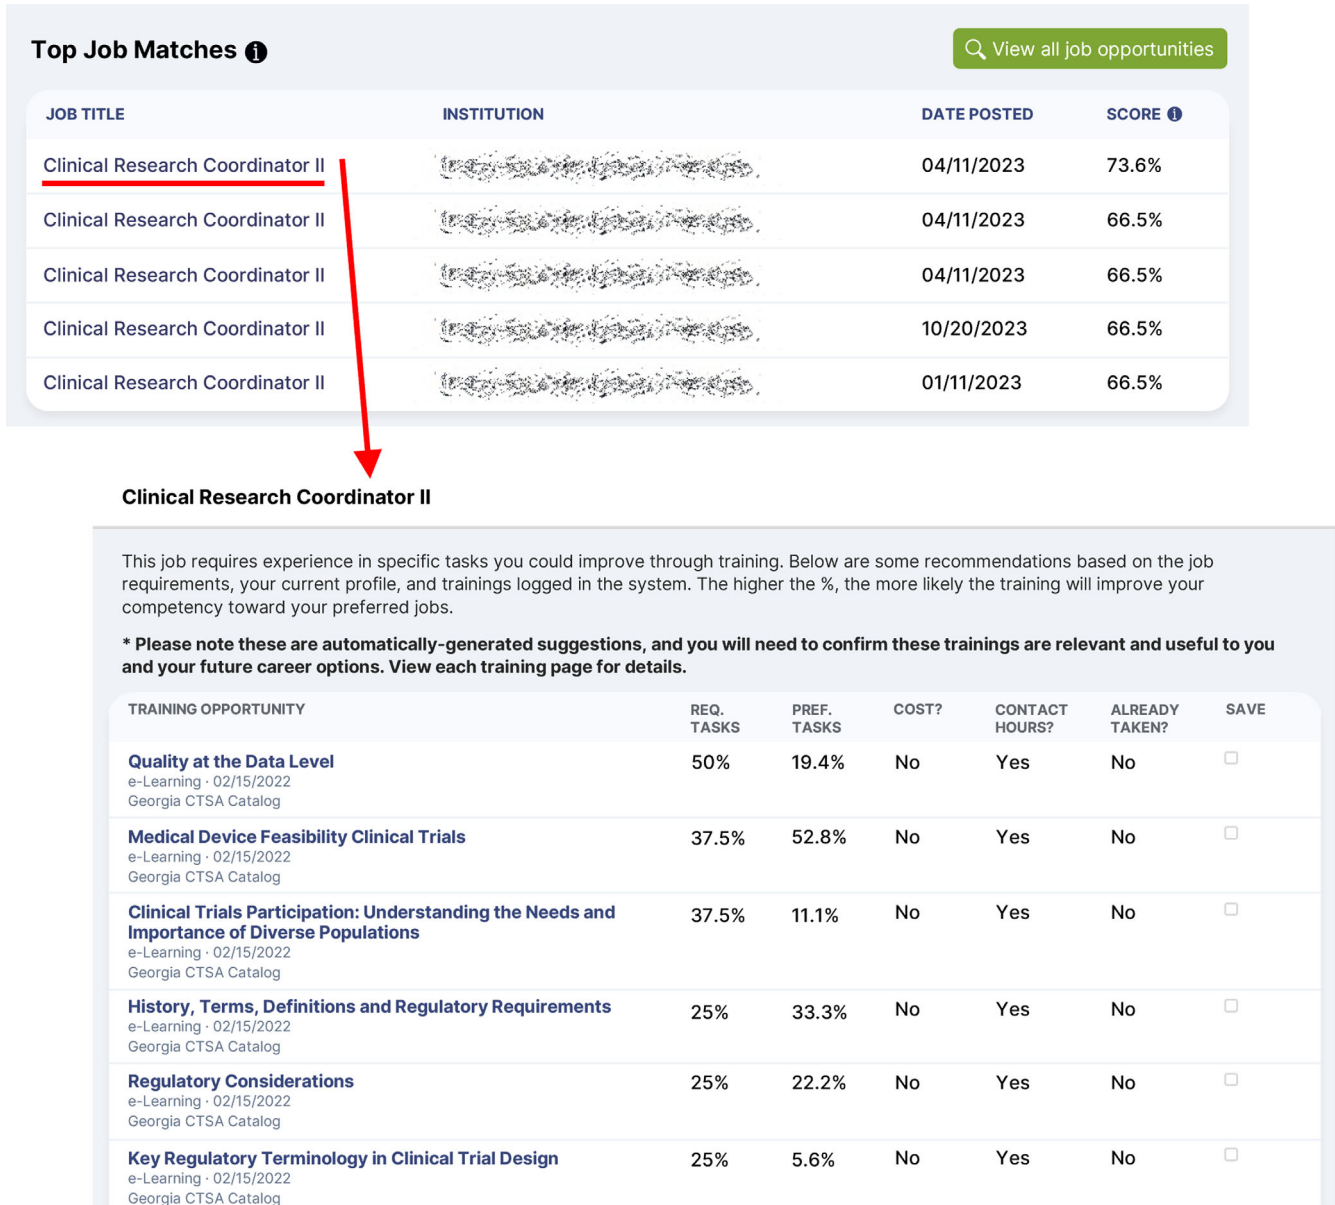 Top Job Matches
View all job opportunities
JOB TITLE INSTITUTION DATE POSTED SCORE
Clinical Research Coordinator II 04/11/2023 73.6%
Clinical Research Coordinator II 04/11/2023 66.5%
Clinical Research Coordinator II 04/11/2023 66.5%
Clinical Research Coordinator II 10/20/2023 66.5%
Clinical Research Coordinator II 01/11/2023 66.5%
Clinical Research Coordinator II
This job requires experience in specific tasks you could improve through training. Below are some recommendations based on the job
requirements, your current profile, and trainings logged in the system. The higher the %, the more likely the training will improve your
competency toward your preferred jobs.
* Please note these are automatically-generated suggestions, and you will need to confirm these trainings are relevant and useful to you
and your future career options. View each training page for details.
TRAINING OPPORTUNITY REQ. PREF. COST? CONTACT ALREADY SAVE
TASKS TASKS HOURS? TAKEN?
Quality at the Data Level 50% 19.4% No Yes No
e-Learning · 02/15/2022
Georgia CTSA Catalog
Medical Device Feasibility Clinical Trials 37.5% 52.8% No Yes No
e-Learning · 02/15/2022
Georgia CTSA Catalog
Clinical Trials Participation: Understanding the Needs and 37.5% 11.1% No Yes No
Importance of Diverse Populations
e-Learning · 02/15/2022
Georgia CTSA Catalog
History, Terms, Definitions and Regulatory Requirements 25% 33.3% No Yes No
e-Learning · 02/15/2022
Georgia CTSA Catalog
Regulatory Considerations 25% 22.2% No Yes No
e-Learning · 02/15/2022
Georgia CTSA Catalog
Key Regulatory Terminology in Clinical Trial Design 25% 5.6% No Yes No
e-Learning · 02/15/2022
Georgia CTSA Catalog